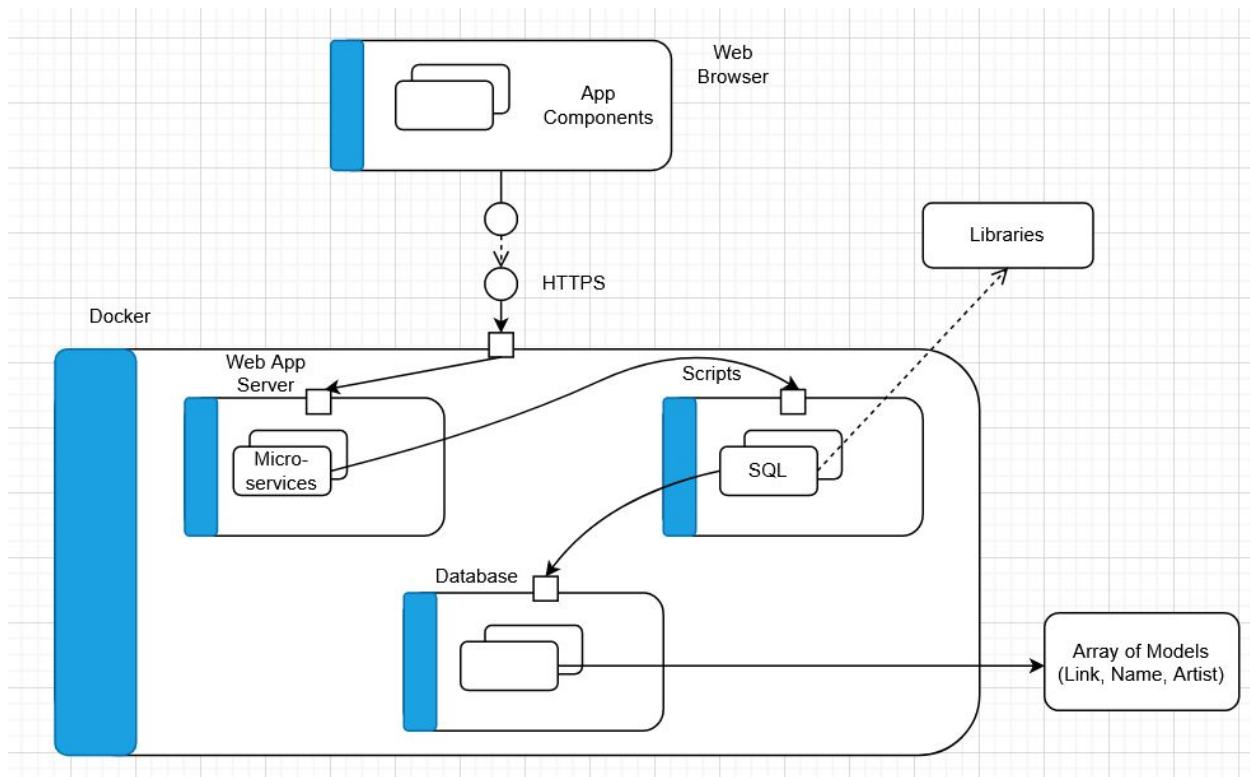 Web
Browser
App
Components
Libraries
HTTPS
Docker
Web App
Server
Scripts
Micro-
services
SQL
Database
Array of Models
(Link, Name, Artist)